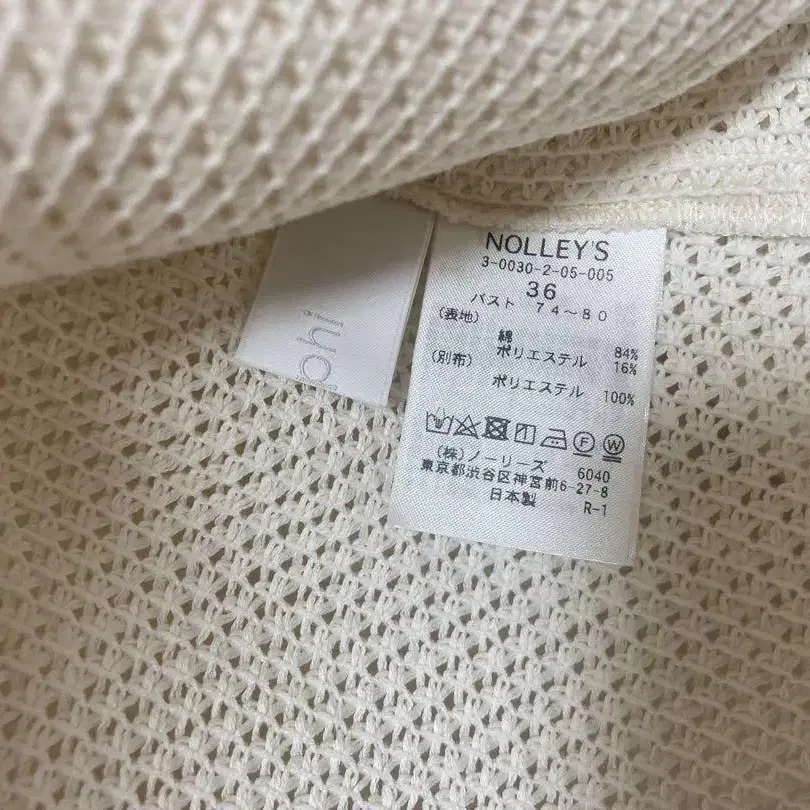 NOLLEY'S
3-0030-2-05-005
36
バスト 74〜80
(表地)
綿 84%
ポリエステル 16%
(別布)
ポリエステル 100%
(株)ノーリーズ 6040
東京都渋谷区神宮前6-27-8
日本製 R-1